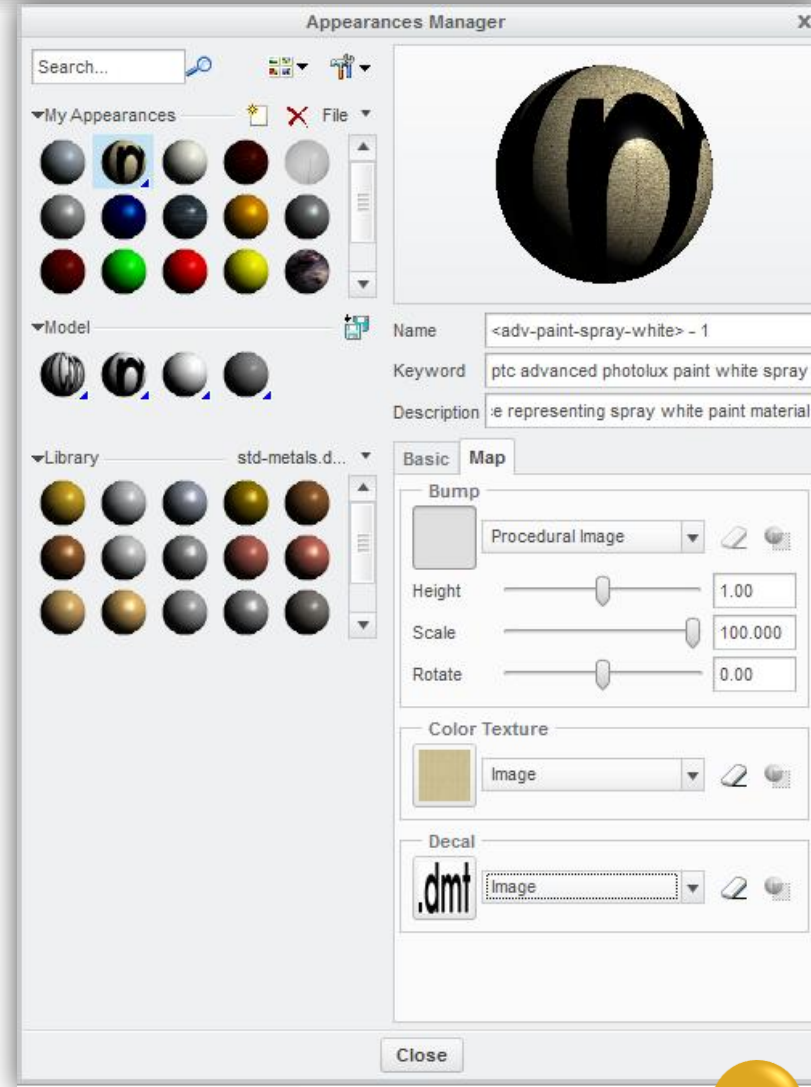 Appearances Manager
X
Search...
My Appearances
File
Model
Library
std-metals.d...
Name
<adv-paint-spray-white> - 1
Keyword
ptc advanced photolux paint white spray
Description
:e representing spray white paint material
Basic
Map
Bump
Procedural Image
Height
1.00
Scale
100.000
Rotate
0.00
Color Texture
Image
Decal
.dmt
Image
Close